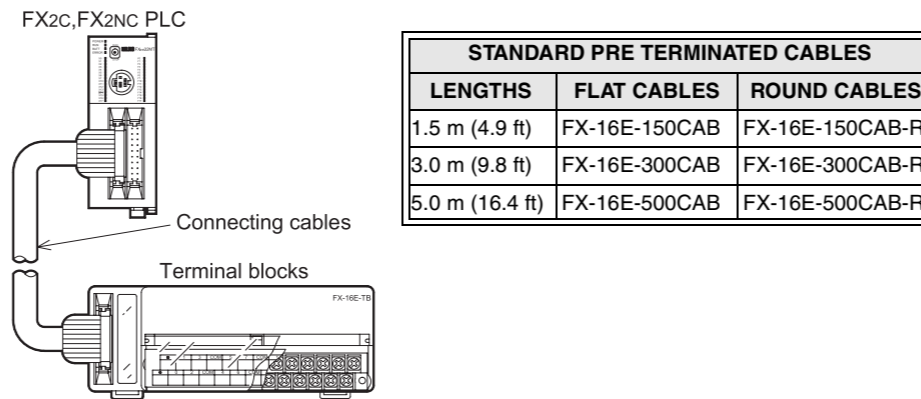 FX2C,FX2NC PLC
Connecting cables
Terminal blocks
FX-16E-TB
STANDARD PRE TERMINATED CABLES
LENGTHS FLAT CABLES ROUND CABLES
1.5 m (4.9 ft) FX-16E-150CAB FX-16E-150CAB-R
3.0 m (9.8 ft) FX-16E-300CAB FX-16E-300CAB-R
5.0 m (16.4 ft) FX-16E-500CAB FX-16E-500CAB-R